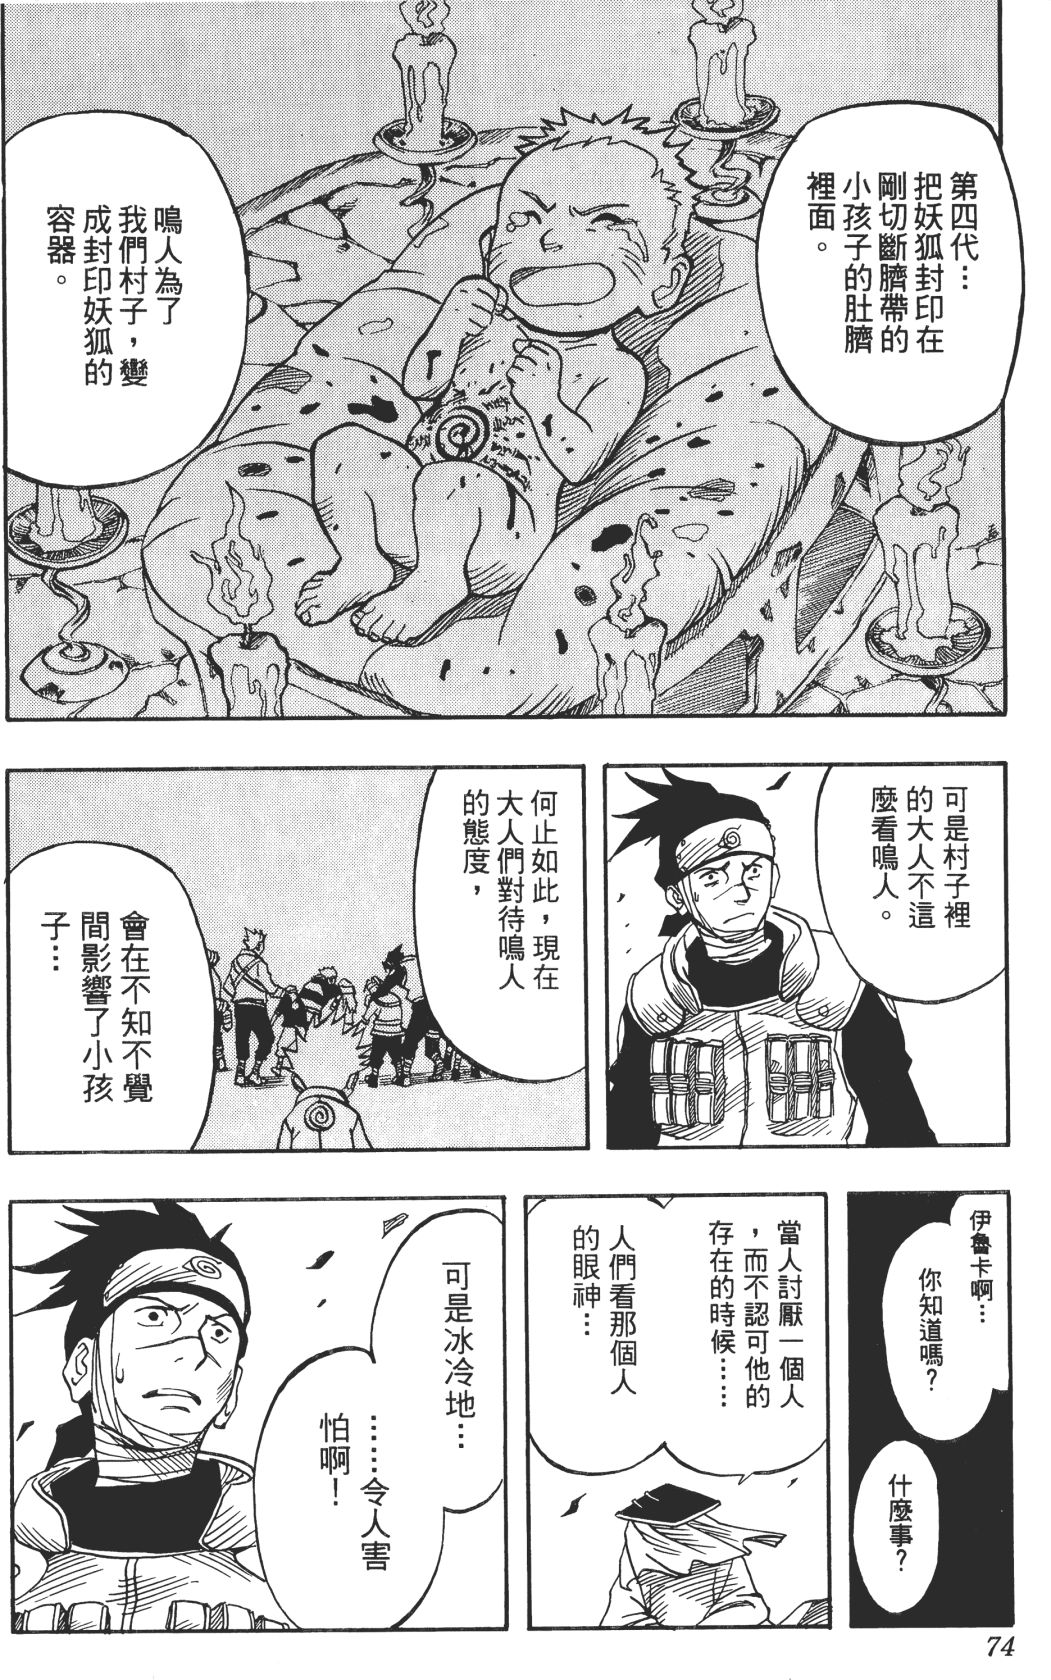 第四代…
把妖狐封印在
剛切斷臍帶的
小孩子的肚臍
裡面。
鳴人為了
我們村子，變
成封印妖狐的
容器。
可是村子裡
的大人不這
麼看鳴人。
何止如此，現在
大人們對待鳴人
的態度，
會在不知不覺
間影響了小孩
子…
伊魯卡啊…
你知道嗎？
什麼事？
當人討厭一個人
，而不認可他的
存在的時候……
人們看那個人
的眼神…
可是冰冷地…
……令人害
怕啊！
74